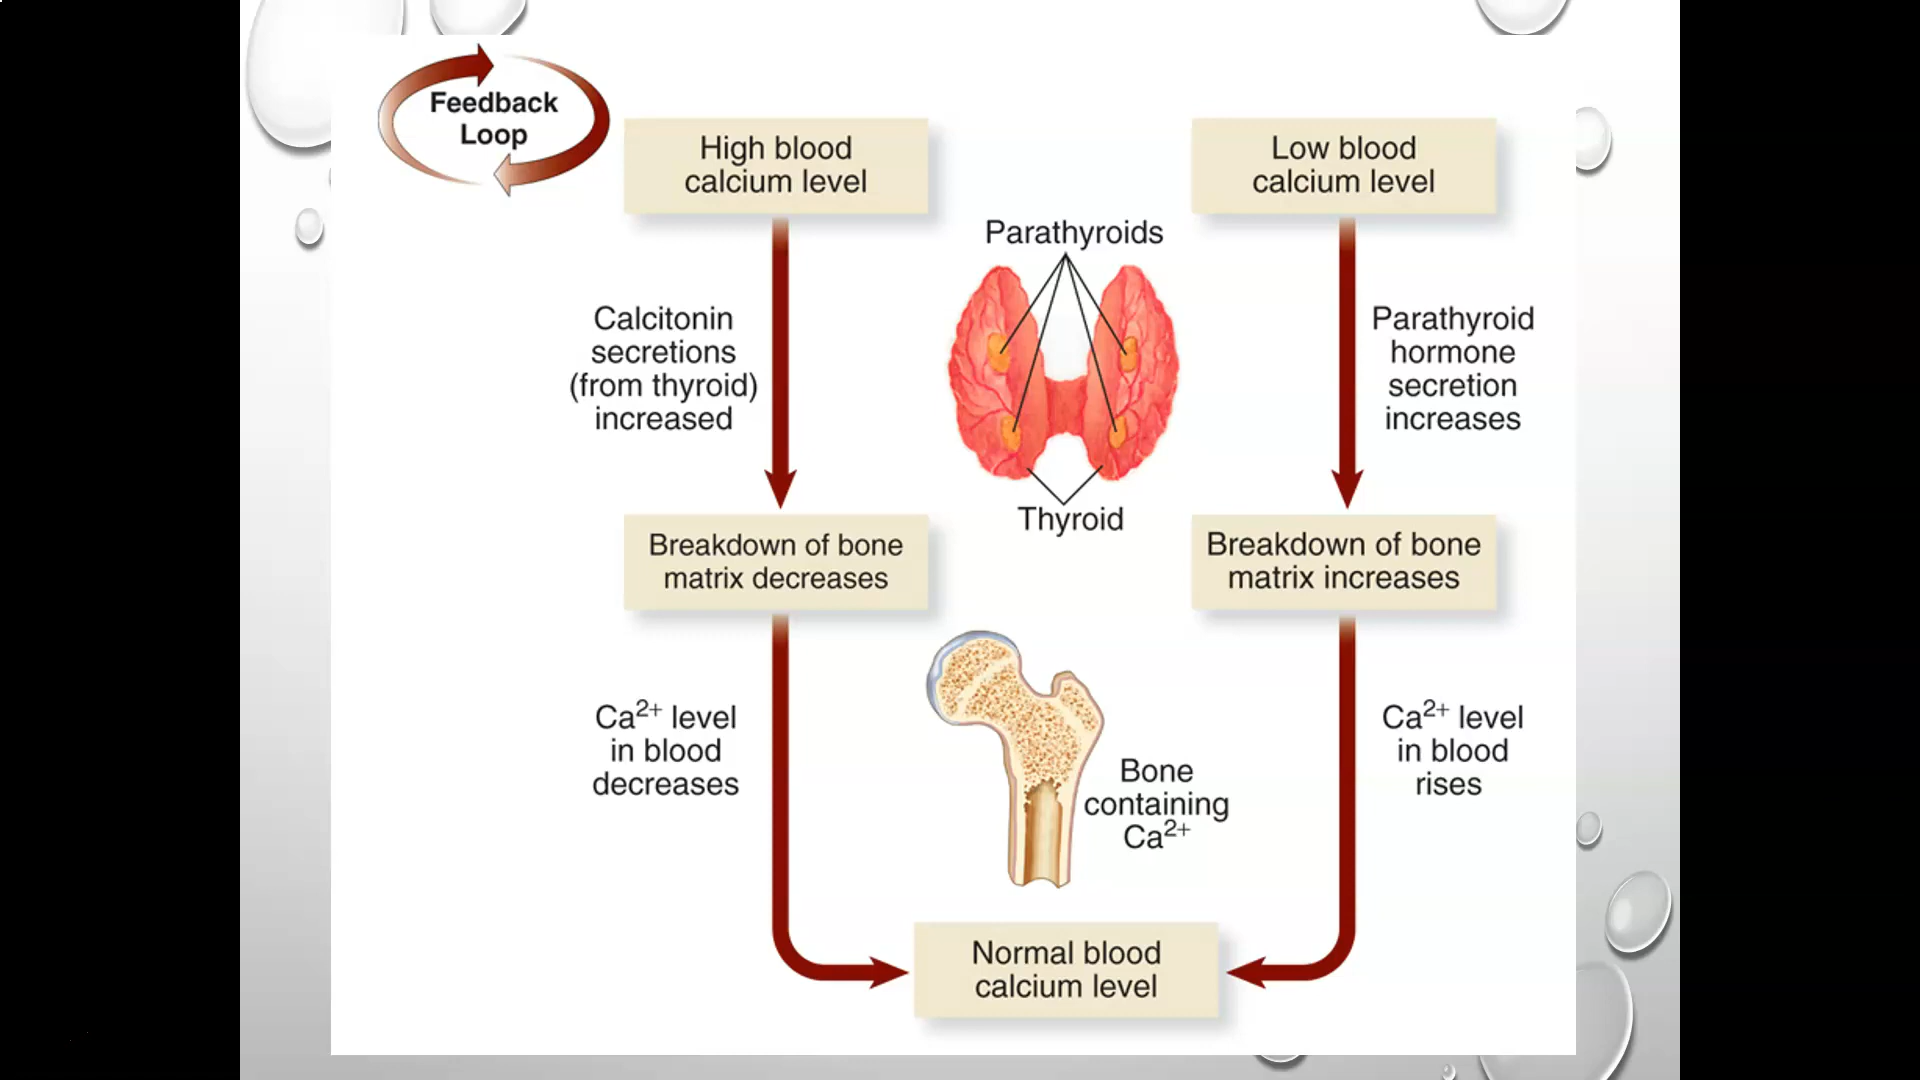 Feedback
Loop
High blood
calcium level
Low blood
calcium level
Parathyroids
Calcitonin
secretions
(from thyroid)
increased
Parathyroid
hormone
secretion
increases
Thyroid
Breakdown of bone
matrix decreases
Breakdown of bone
matrix increases
Ca²⁺ level
in blood
decreases
Bone
containing
Ca²⁺
Ca²⁺ level
in blood
rises
Normal blood
calcium level